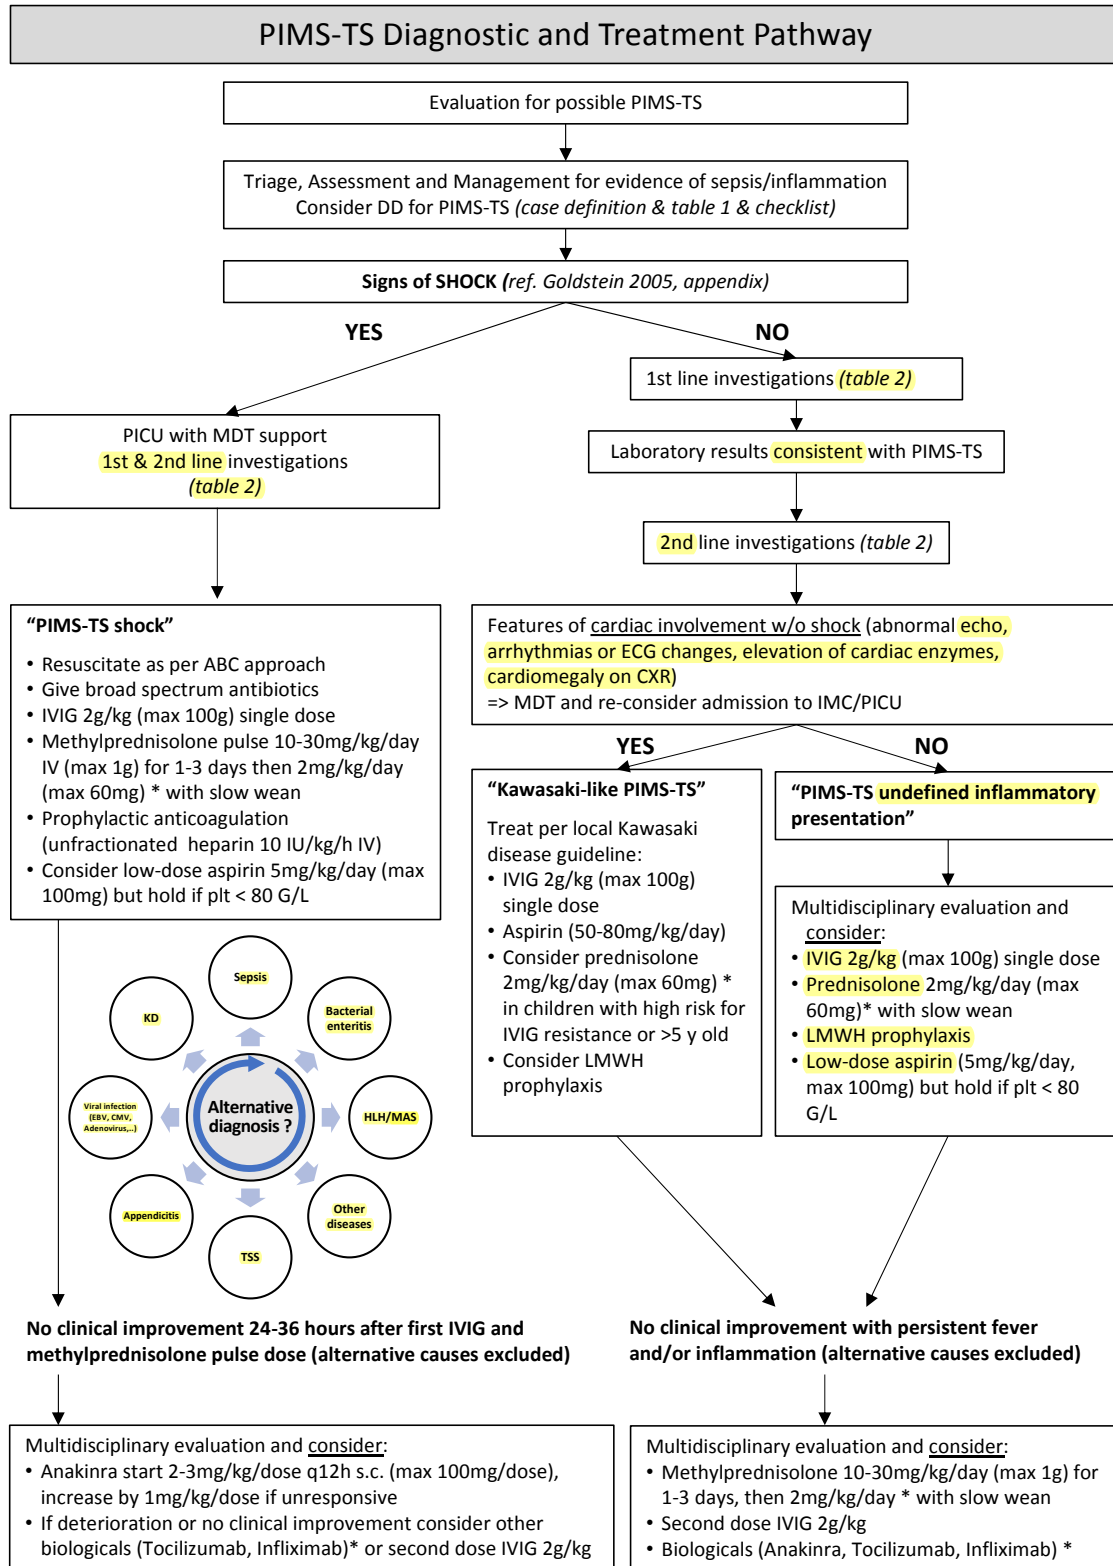 PIMS-TS Diagnostic and Treatment Pathway
Evaluation for possible PIMS-TS
Triage, Assessment and Management for evidence of sepsis/inflammation
Consider DD for PIMS-TS (case definition & table 1 & checklist)
Signs of SHOCK (ref. Goldstein 2005, appendix)
YES
NO
1st line investigations (table 2)
PICU with MDT support
1st & 2nd line investigations
(table 2)
Laboratory results consistent with PIMS-TS
2nd line investigations (table 2)
“PIMS-TS shock”
• Resuscitate as per ABC approach
• Give broad spectrum antibiotics
• IVIG 2g/kg (max 100g) single dose
• Methylprednisolone pulse 10-30mg/kg/day
IV (max 1g) for 1-3 days then 2mg/kg/day
(max 60mg) * with slow wean
• Prophylactic anticoagulation
(unfractionated heparin 10 IU/kg/h IV)
• Consider low-dose aspirin 5mg/kg/day (max
100mg) but hold if plt < 80 G/L
Features of cardiac involvement w/o shock (abnormal echo,
arrhythmias or ECG changes, elevation of cardiac enzymes,
cardiomegaly on CXR)
=> MDT and re-consider admission to IMC/PICU
YES
NO
“Kawasaki-like PIMS-TS”
Treat per local Kawasaki
disease guideline:
• IVIG 2g/kg (max 100g)
single dose
• Aspirin (50-80mg/kg/day)
• Consider prednisolone
2mg/kg/day (max 60mg) *
in children with high risk for
IVIG resistance or >5 y old
• Consider LMWH
prophylaxis
“PIMS-TS undefined inflammatory
presentation”
Multidisciplinary evaluation and
consider:
• IVIG 2g/kg (max 100g) single dose
• Prednisolone 2mg/kg/day (max
60mg)* with slow wean
• LMWH prophylaxis
• Low-dose aspirin (5mg/kg/day,
max 100mg) but hold if plt < 80
G/L
Sepsis
Bacterial
enteritis
HLH/MAS
Other
diseases
TSS
Appendicitis
Viral infection
(EBV, CMV,
Adenovirus,..)
KD
Alternative
diagnosis ?
No clinical improvement 24-36 hours after first IVIG and
methylprednisolone pulse dose (alternative causes excluded)
No clinical improvement with persistent fever
and/or inflammation (alternative causes excluded)
Multidisciplinary evaluation and consider:
• Anakinra start 2-3mg/kg/dose q12h s.c. (max 100mg/dose),
increase by 1mg/kg/dose if unresponsive
• If deterioration or no clinical improvement consider other
biologicals (Tocilizumab, Infliximab)* or second dose IVIG 2g/kg
Multidisciplinary evaluation and consider:
• Methylprednisolone 10-30mg/kg/day (max 1g) for
1-3 days, then 2mg/kg/day * with slow wean
• Second dose IVIG 2g/kg
• Biologicals (Anakinra, Tocilizumab, Infliximab) *